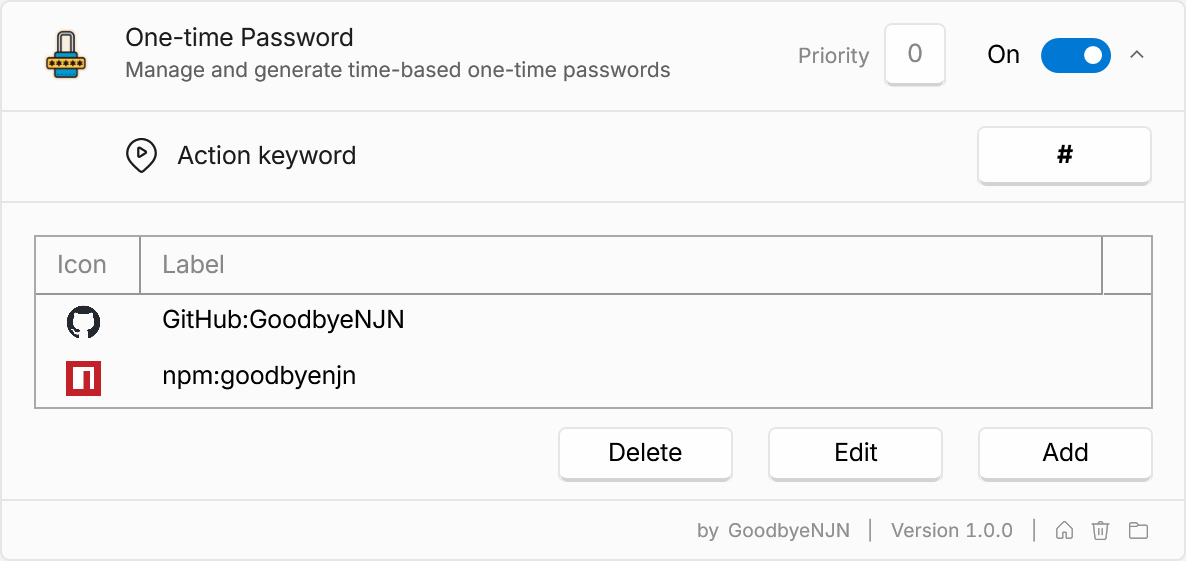 One-time Password
Manage and generate time-based one-time passwords
Priority 0 On
Action keyword #
Icon Label
GitHub:GoodbyeNJN
npm:goodbyenjn
Delete Edit Add
by GoodbyeNJN | Version 1.0.0 |